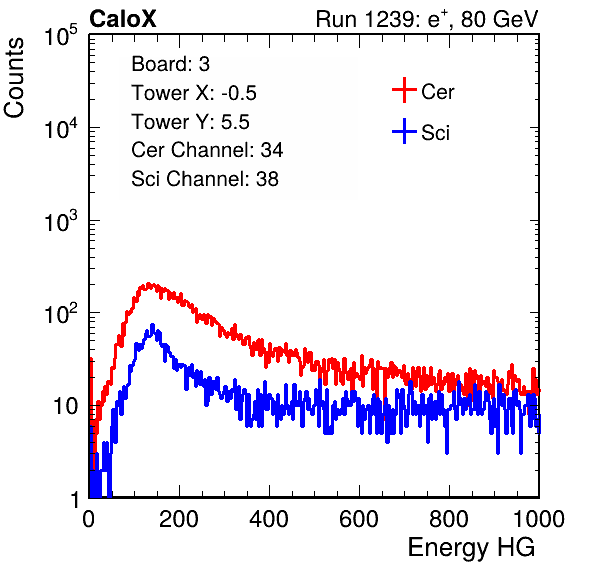 CaloX Run 1239: e⁺, 80 GeV
Counts
10⁵
10⁴
10³
10²
10
1
Board: 3
Tower X: -0.5
Tower Y: 5.5
Cer Channel: 34
Sci Channel: 38
Cer
Sci
0 200 400 600 800 1000
Energy HG